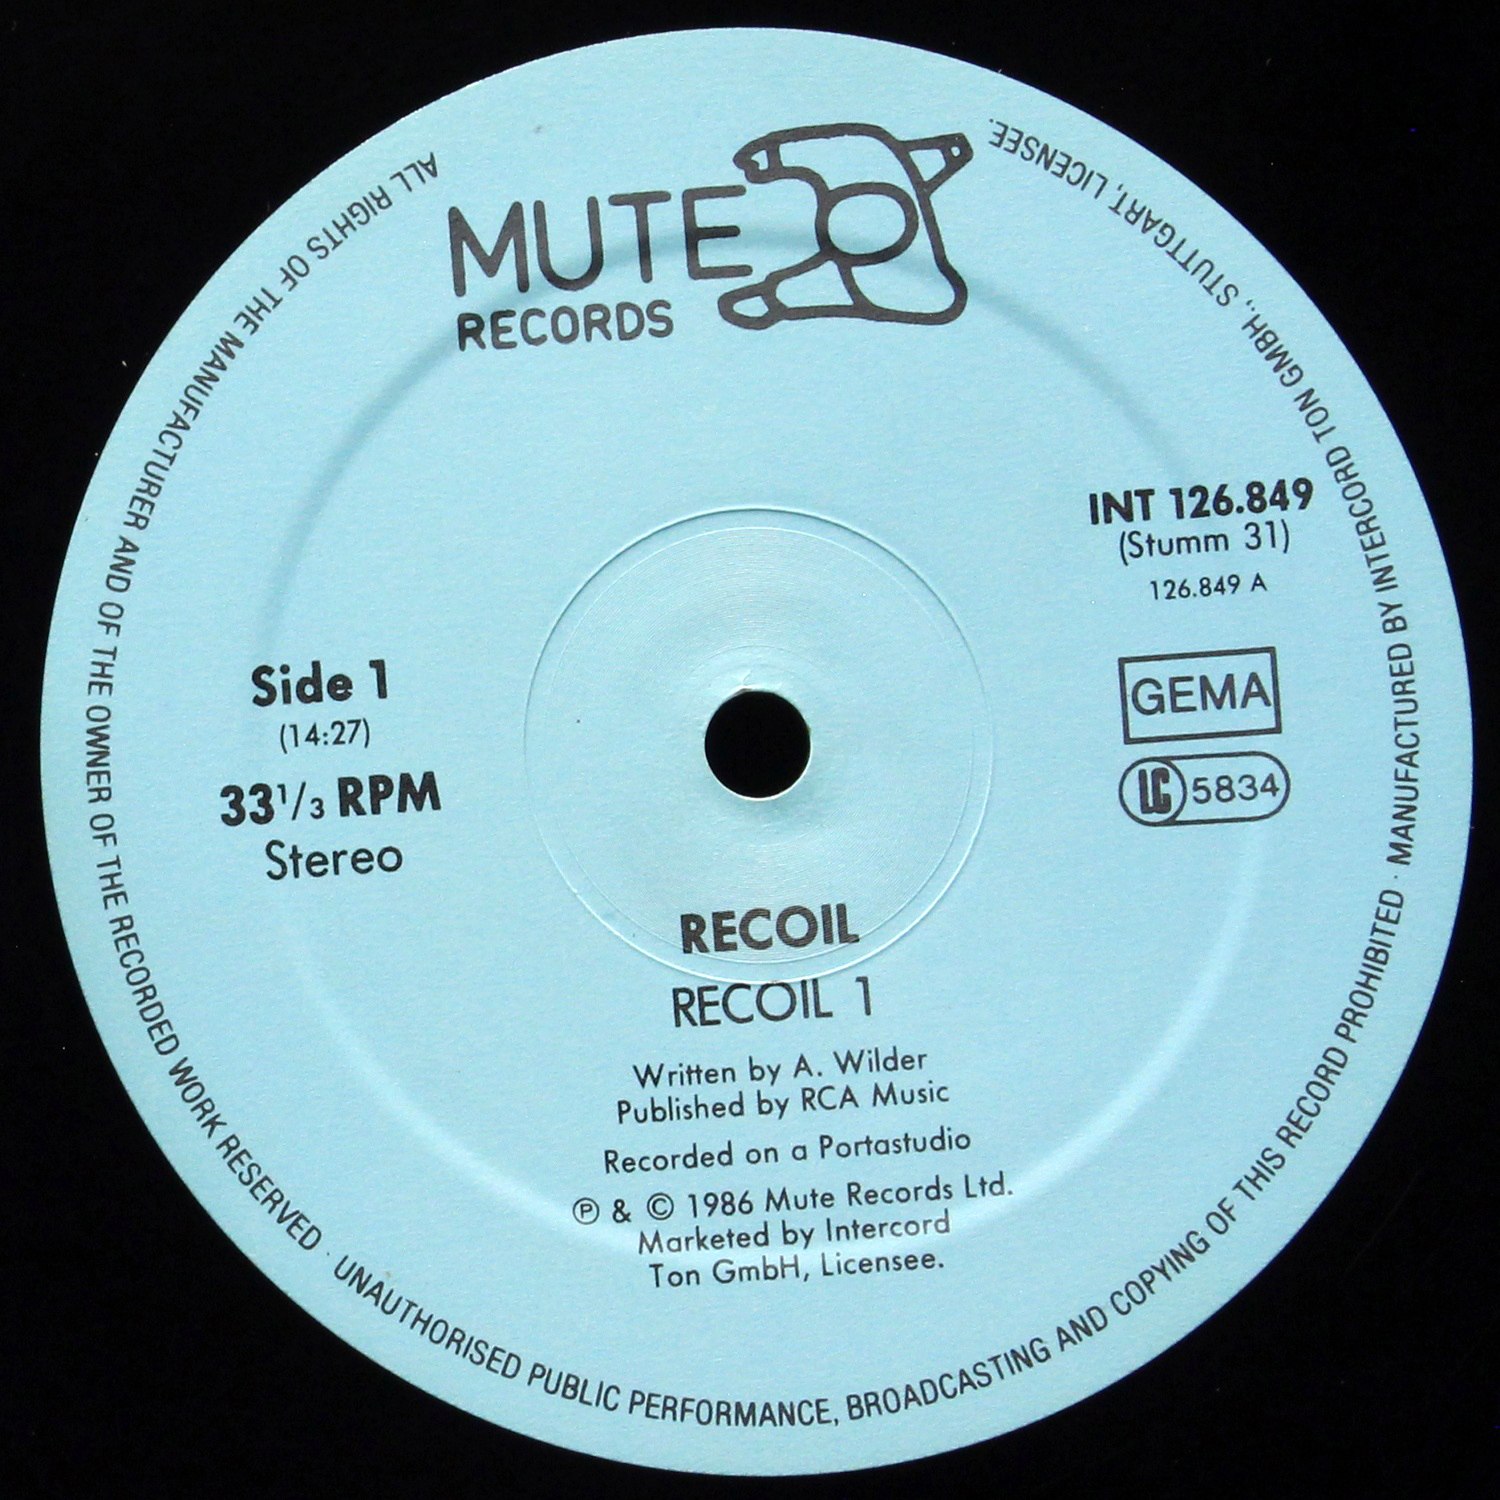 MUTE
RECORDS
INT 126.849
(Stumm 31)
126.849 A
GEMA
LC 5834
Side 1
(14:27)
33 1/3 RPM
Stereo
RECOIL
RECOIL 1
Written by A. Wilder
Published by RCA Music
Recorded on a Portastudio
℗ & © 1986 Mute Records Ltd.
Marketed by Intercord
Ton GmbH, Licensee.
ALL RIGHTS OF THE MANUFACTURER AND OF THE OWNER OF THE RECORDED WORK RESERVED · UNAUTHORISED PUBLIC PERFORMANCE, BROADCASTING AND COPYING OF THIS RECORD PROHIBITED · MANUFACTURED BY INTERCORD TON GMBH., STUTTGART, LICENSEE.